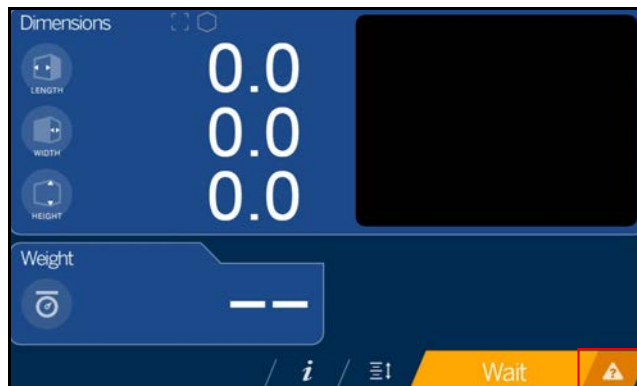 Dimensions
LENGTH
0.0
WIDTH
0.0
HEIGHT
0.0
Weight
--
i
Wait
?